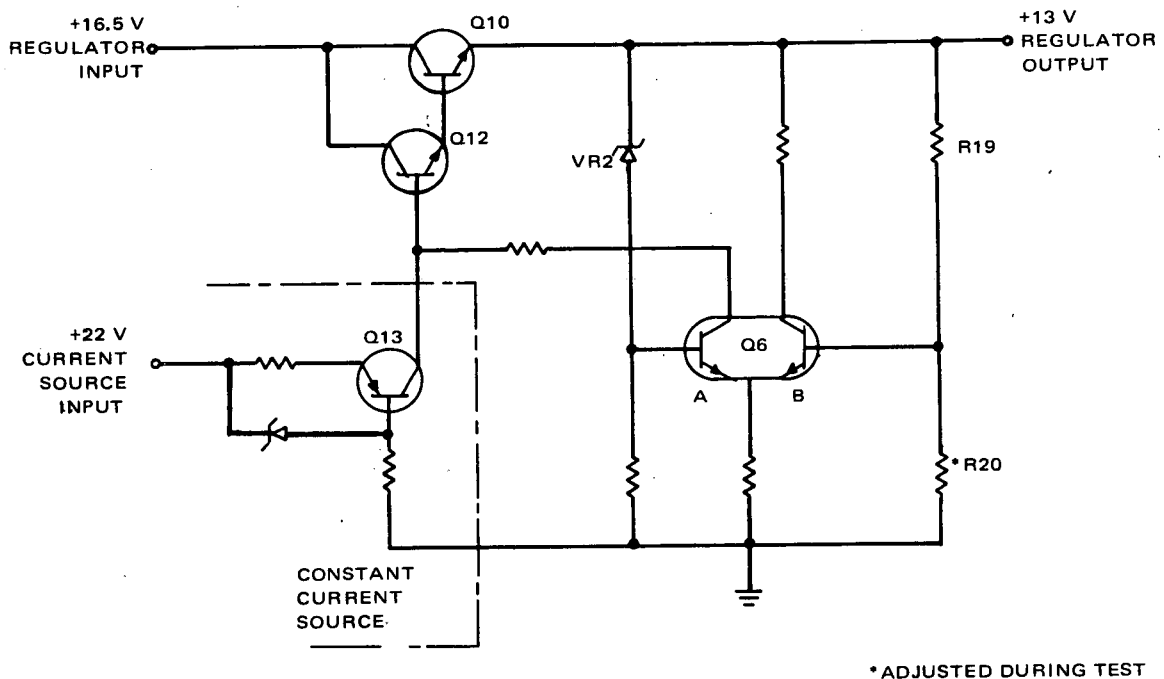 +16.5 V
REGULATOR
INPUT
Q10
+13 V
REGULATOR
OUTPUT
Q12
VR2
R19
+22 V
CURRENT
SOURCE
INPUT
Q13
Q6
A
B
*R20
CONSTANT
CURRENT
SOURCE
*ADJUSTED DURING TEST